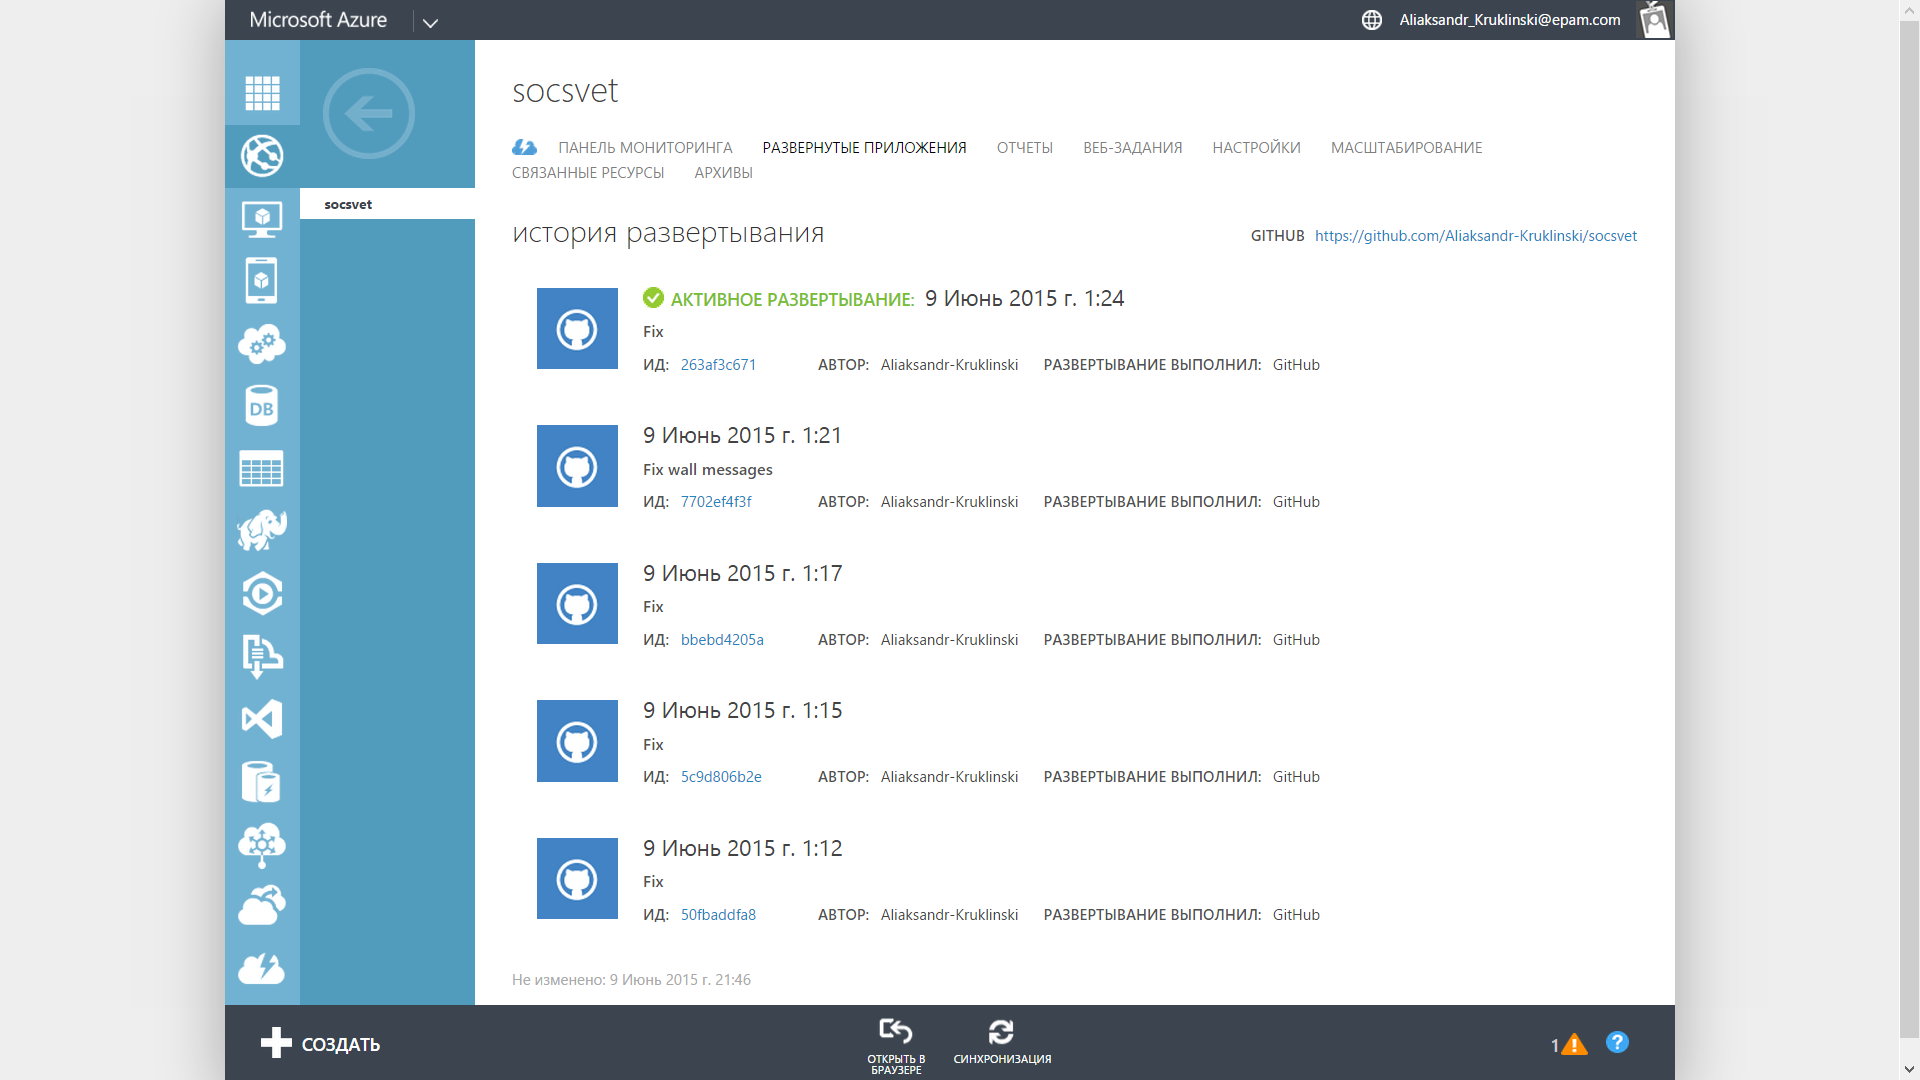 Microsoft Azure
Aliaksandr_Kruklinski@epam.com
socsvet
ПАНЕЛЬ МОНИТОРИНГА РАЗВЕРНУТЫЕ ПРИЛОЖЕНИЯ ОТЧЕТЫ ВЕБ-ЗАДАНИЯ НАСТРОЙКИ МАСШТАБИРОВАНИЕ
СВЯЗАННЫЕ РЕСУРСЫ АРХИВЫ
socsvet
история развертывания
GITHUB https://github.com/Aliaksandr-Kruklinski/socsvet
АКТИВНОЕ РАЗВЕРТЫВАНИЕ: 9 Июнь 2015 г. 1:24
Fix
ИД: 263af3c671 АВТОР: Aliaksandr-Kruklinski РАЗВЕРТЫВАНИЕ ВЫПОЛНИЛ: GitHub
9 Июнь 2015 г. 1:21
Fix wall messages
ИД: 7702ef4f3f АВТОР: Aliaksandr-Kruklinski РАЗВЕРТЫВАНИЕ ВЫПОЛНИЛ: GitHub
9 Июнь 2015 г. 1:17
Fix
ИД: bbebd4205a АВТОР: Aliaksandr-Kruklinski РАЗВЕРТЫВАНИЕ ВЫПОЛНИЛ: GitHub
9 Июнь 2015 г. 1:15
Fix
ИД: 5c9d806b2e АВТОР: Aliaksandr-Kruklinski РАЗВЕРТЫВАНИЕ ВЫПОЛНИЛ: GitHub
9 Июнь 2015 г. 1:12
Fix
ИД: 50fbaddfa8 АВТОР: Aliaksandr-Kruklinski РАЗВЕРТЫВАНИЕ ВЫПОЛНИЛ: GitHub
DB
Не изменено: 9 Июнь 2015 г. 21:46
СОЗДАТЬ
ОТКРЫТЬ В
БРАУЗЕРЕ
СИНХРОНИЗАЦИЯ
1